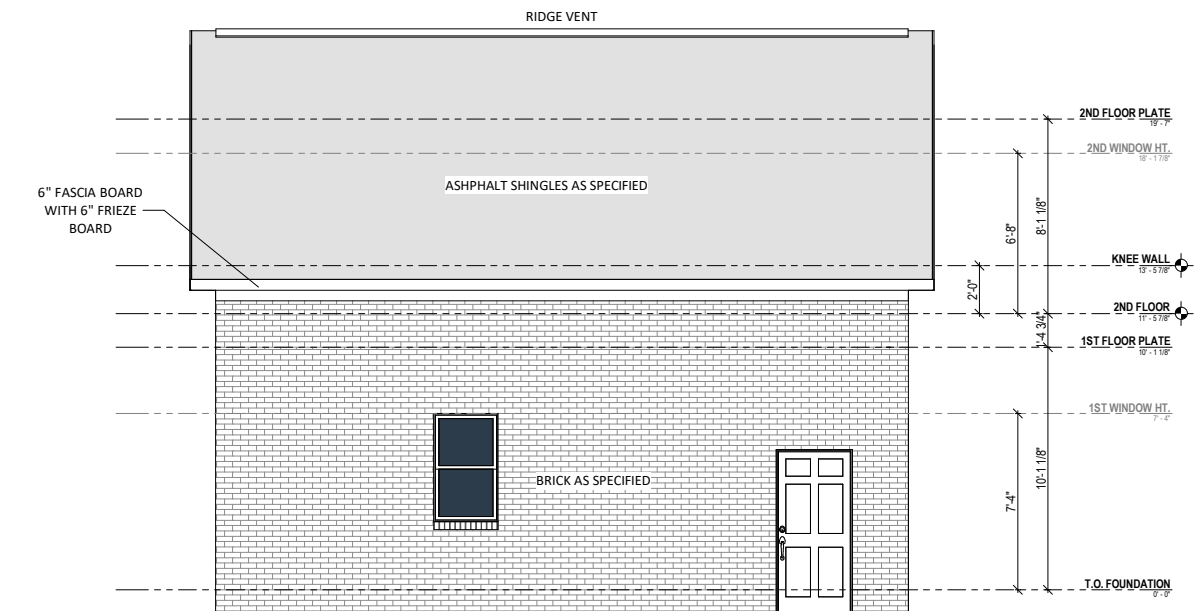 RIDGE VENT
2ND FLOOR PLATE
19' - 7"
2ND WINDOW HT.
18' - 1 7/8"
ASHPHALT SHINGLES AS SPECIFIED
6" FASCIA BOARD
WITH 6" FRIEZE
BOARD
6'-8"
8'-1 1/8"
KNEE WALL
13' - 5 7/8"
2'-0"
2ND FLOOR
11' - 5 7/8"
1'-4 3/4"
1ST FLOOR PLATE
10' - 1 1/8"
1ST WINDOW HT.
7' - 4"
BRICK AS SPECIFIED
7'-4"
10'-1 1/8"
T.O. FOUNDATION
0' - 0"